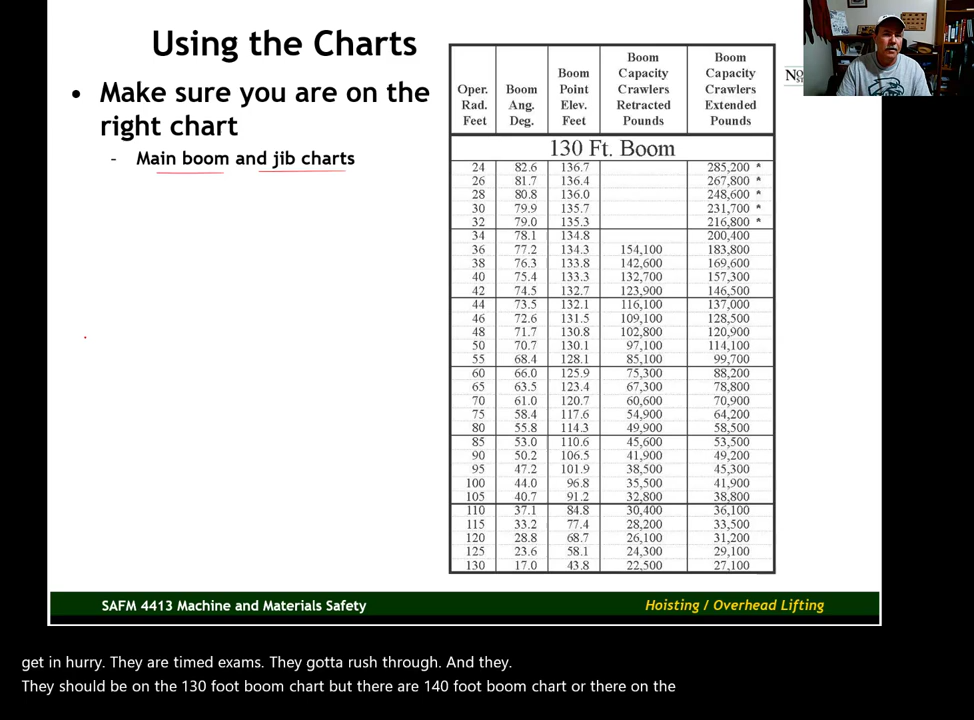 Using the Charts
• Make sure you are on the
right chart
- Main boom and jib charts
Oper. Rad. Feet | Boom Ang. Deg. | Boom Point Elev. Feet | Boom Capacity Crawlers Retracted Pounds | Boom Capacity Crawlers Extended Pounds
130 Ft. Boom
24 82.6 136.7 285,200 *
26 81.7 136.4 267,800 *
28 80.8 136.0 248,600 *
30 79.9 135.7 231,700 *
32 79.0 135.3 216,800 *
34 78.1 134.8 200,400
36 77.2 134.3 154,100 183,800
38 76.3 133.8 142,600 169,600
40 75.4 133.3 132,700 157,300
42 74.5 132.7 123,900 146,500
44 73.5 132.1 116,100 137,000
46 72.6 131.5 109,100 128,500
48 71.7 130.8 102,800 120,900
50 70.7 130.1 97,100 114,100
55 68.4 128.1 85,100 99,700
60 66.0 125.9 75,300 88,200
65 63.5 123.4 67,300 78,800
70 61.0 120.7 60,600 70,900
75 58.4 117.6 54,900 64,200
80 55.8 114.3 49,900 58,500
85 53.0 110.6 45,600 53,500
90 50.2 106.5 41,900 49,200
95 47.2 101.9 38,500 45,300
100 44.0 96.8 35,500 41,900
105 40.7 91.2 32,800 38,800
110 37.1 84.8 30,400 36,100
115 33.2 77.4 28,200 33,500
120 28.8 68.7 26,100 31,200
125 23.6 58.1 24,300 29,100
130 17.0 43.8 22,500 27,100
SAFM 4413 Machine and Materials Safety
Hoisting / Overhead Lifting
get in hurry. They are timed exams. They gotta rush through. And they.
They should be on the 130 foot boom chart but there are 140 foot boom chart or there on the